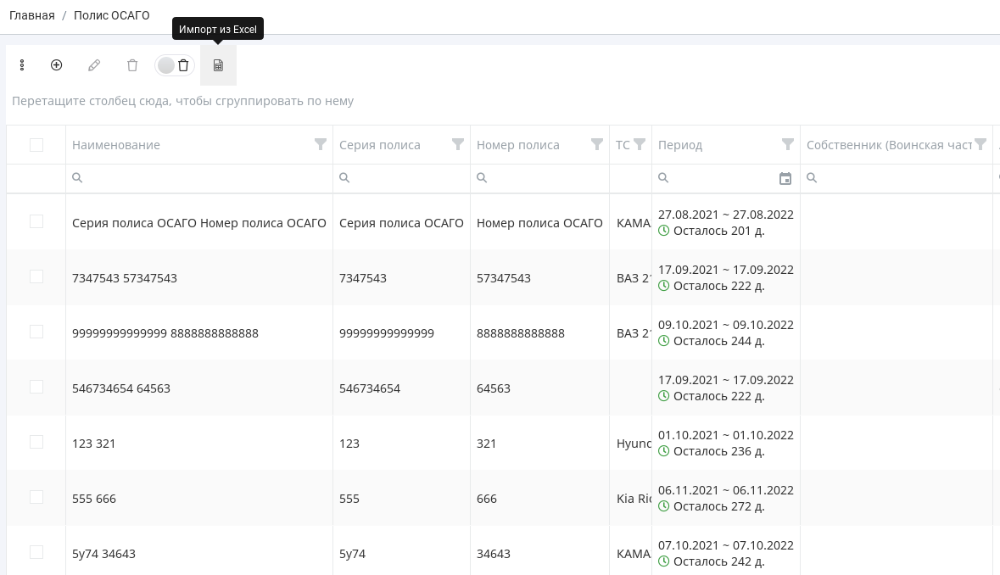 Главная / Полис ОСАГО
Импорт из Excel
Перетащите столбец сюда, чтобы сгруппировать по нему
Наименование Серия полиса Номер полиса ТС Период Собственник (Воинская част
Серия полиса ОСАГО Номер полиса ОСАГО Серия полиса ОСАГО Номер полиса ОСАГО КАМА 27.08.2021 ~ 27.08.2022
Осталось 201 д.
7347543 57347543 7347543 57347543 ВАЗ 21 17.09.2021 ~ 17.09.2022
Осталось 222 д.
99999999999999 8888888888888 99999999999999 8888888888888 ВАЗ 21 09.10.2021 ~ 09.10.2022
Осталось 244 д.
546734654 64563 546734654 64563 17.09.2021 ~ 17.09.2022
Осталось 222 д.
123 321 123 321 Hyund 01.10.2021 ~ 01.10.2022
Осталось 236 д.
555 666 555 666 Kia Rio 06.11.2021 ~ 06.11.2022
Осталось 272 д.
5у74 34643 5у74 34643 КАМА 07.10.2021 ~ 07.10.2022
Осталось 242 д.